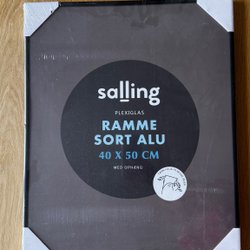 salling
PLEXIGLAS
RAMME
SORT ALU
40 X 50 CM
MED OPHÆNG